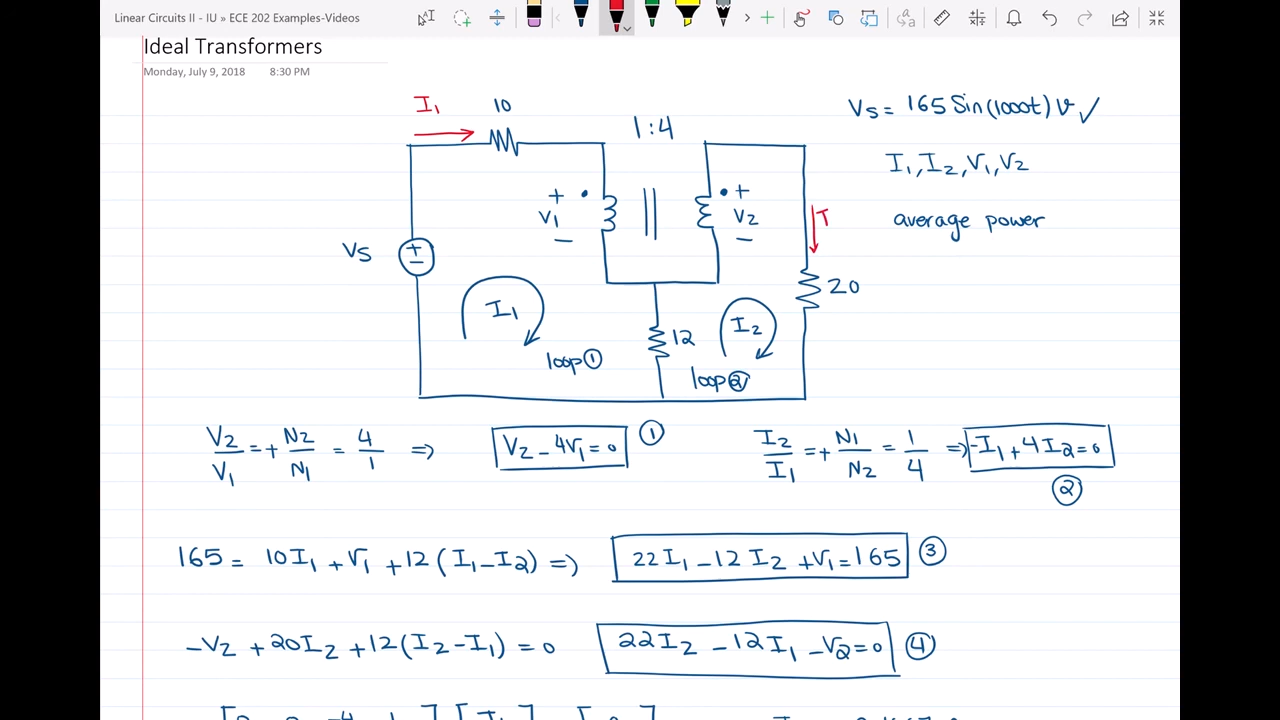 Linear Circuits II - IU » ECE 202 Examples-Videos
Ideal Transformers
Monday, July 9, 2018 8:30 PM
I₁ 10 1:4 Vs = 165 Sin(1000t) v ✓
I₁, I₂, V₁, V₂
+ • • +
V₁ V₂ I average power
− −
Vs + − 20
I₁ 12 I₂
loop ① loop ②
V₂/V₁ = + N₂/N₁ = 4/1 => V₂ - 4V₁ = 0 ① I₂/I₁ = + N₁/N₂ = 1/4 => -I₁ + 4I₂ = 0 ②
165 = 10I₁ + V₁ + 12(I₁ - I₂) => 22I₁ - 12I₂ + V₁ = 165 ③
-V₂ + 20I₂ + 12(I₂ - I₁) = 0 22I₂ - 12I₁ - V₂ = 0 ④